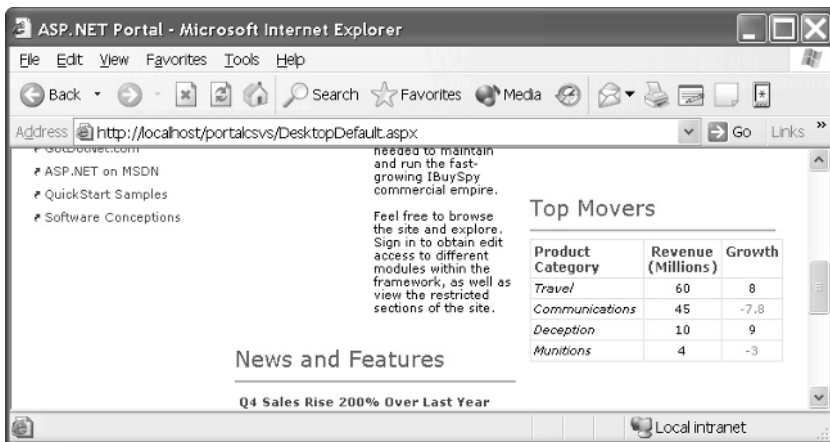 ASP.NET Portal - Microsoft Internet Explorer
File Edit View Favorites Tools Help
Back Search Favorites Media
Address http://localhost/portalcsvs/DesktopDefault.aspx Go Links »
GotDotNet.com
ASP.NET on MSDN
QuickStart Samples
Software Conceptions
needed to maintain
and run the fast-
growing IBuySpy
commercial empire.
Feel free to browse
the site and explore.
Sign in to obtain edit
access to different
modules within the
framework, as well as
view the restricted
sections of the site.
News and Features
Q4 Sales Rise 200% Over Last Year
Top Movers
Product Category Revenue (Millions) Growth
Travel 60 8
Communications 45 -7.8
Deception 10 9
Munitions 4 -3
Local intranet